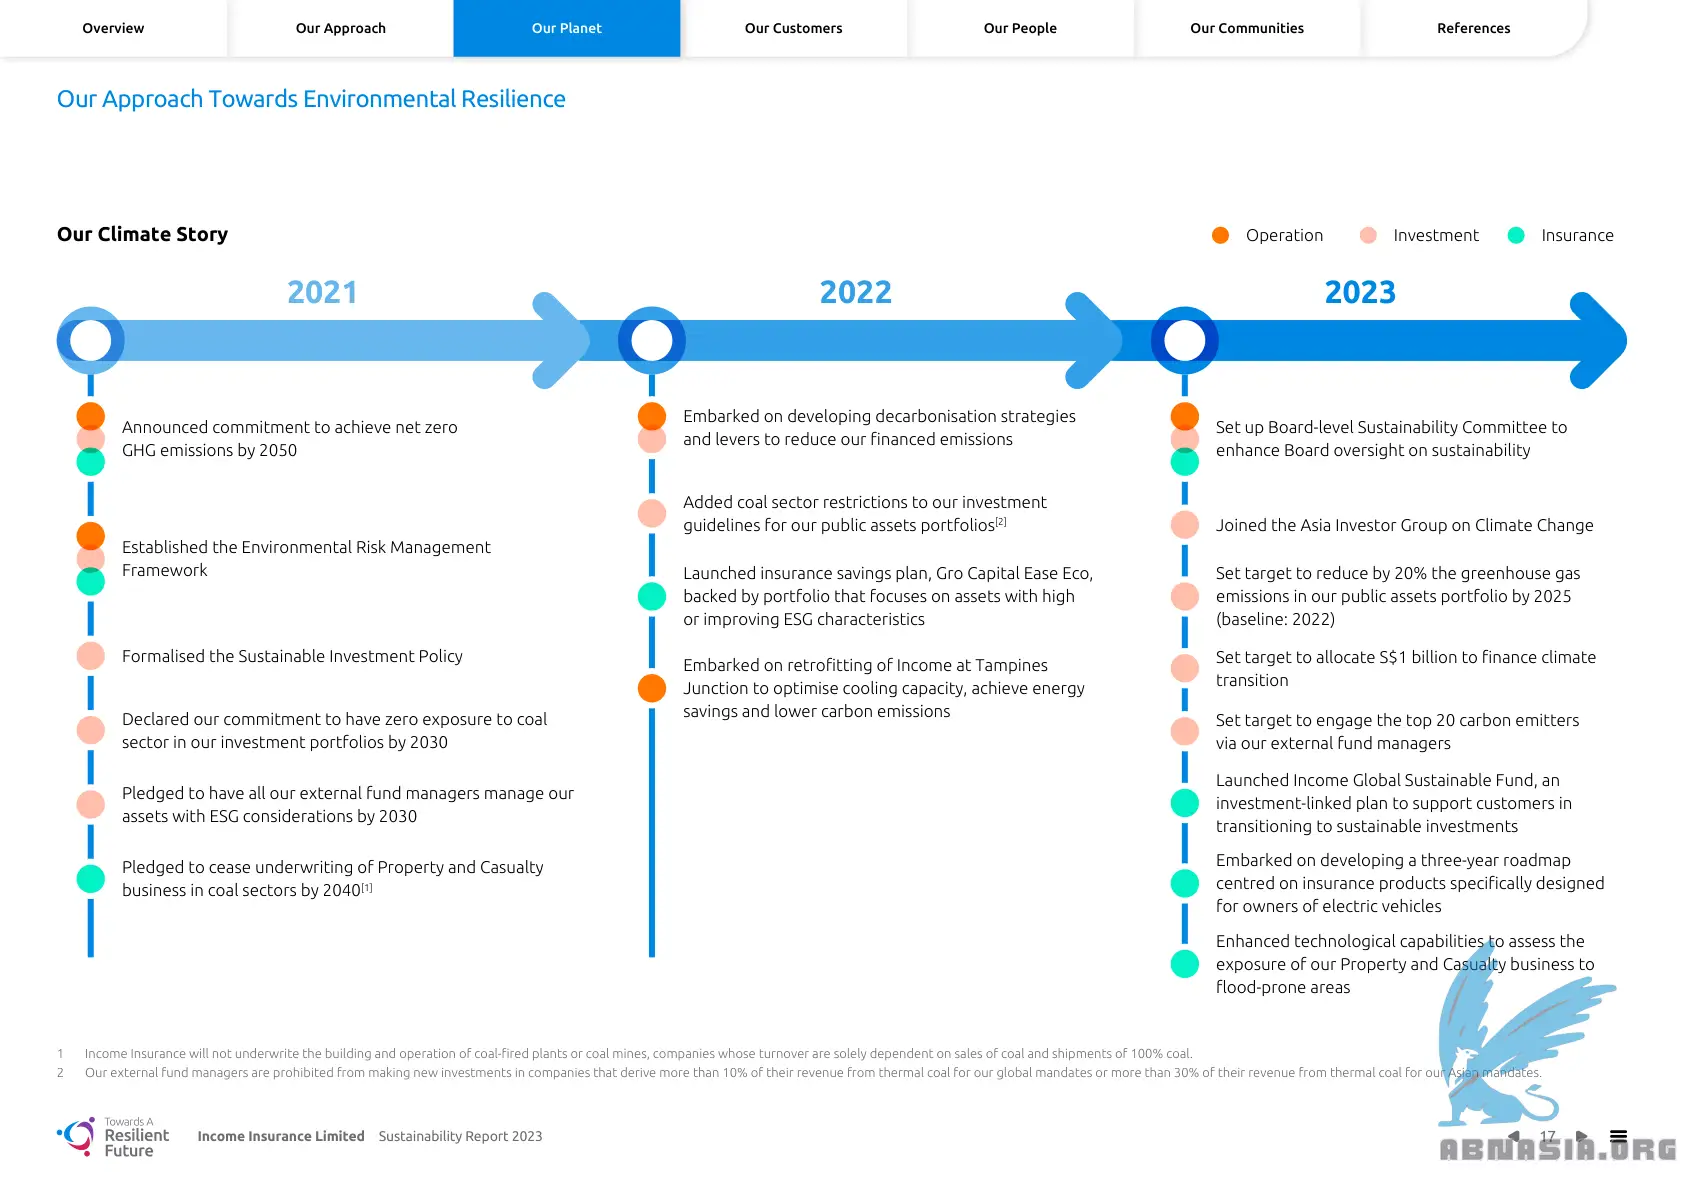 Overview
Our Approach
Our Planet
Our Customers
Our People
Our Communities
References
Our Approach Towards Environmental Resilience
Our Climate Story
Operation
Investment
Insurance
2021
2022
2023
Announced commitment to achieve net zero
GHG emissions by 2050
Established the Environmental Risk Management
Framework
Formalised the Sustainable Investment Policy
Declared our commitment to have zero exposure to coal
sector in our investment portfolios by 2030
Pledged to have all our external fund managers manage our
assets with ESG considerations by 2030
Pledged to cease underwriting of Property and Casualty
business in coal sectors by 2040[1]
Embarked on developing decarbonisation strategies
and levers to reduce our financed emissions
Added coal sector restrictions to our investment
guidelines for our public assets portfolios[2]
Launched insurance savings plan, Gro Capital Ease Eco,
backed by portfolio that focuses on assets with high
or improving ESG characteristics
Embarked on retrofitting of Income at Tampines
Junction to optimise cooling capacity, achieve energy
savings and lower carbon emissions
Set up Board-level Sustainability Committee to
enhance Board oversight on sustainability
Joined the Asia Investor Group on Climate Change
Set target to reduce by 20% the greenhouse gas
emissions in our public assets portfolio by 2025
(baseline: 2022)
Set target to allocate S$1 billion to finance climate
transition
Set target to engage the top 20 carbon emitters
via our external fund managers
Launched Income Global Sustainable Fund, an
investment-linked plan to support customers in
transitioning to sustainable investments
Embarked on developing a three-year roadmap
centred on insurance products specifically designed
for owners of electric vehicles
Enhanced technological capabilities to assess the
exposure of our Property and Casualty business to
flood-prone areas
1 Income Insurance will not underwrite the building and operation of coal-fired plants or coal mines, companies whose turnover are solely dependent on sales of coal and shipments of 100% coal.
2 Our external fund managers are prohibited from making new investments in companies that derive more than 10% of their revenue from thermal coal for our global mandates or more than 30% of their revenue from thermal coal for our Asian mandates.
Towards A
Resilient
Future
Income Insurance Limited Sustainability Report 2023
17
ABNASIA.ORG